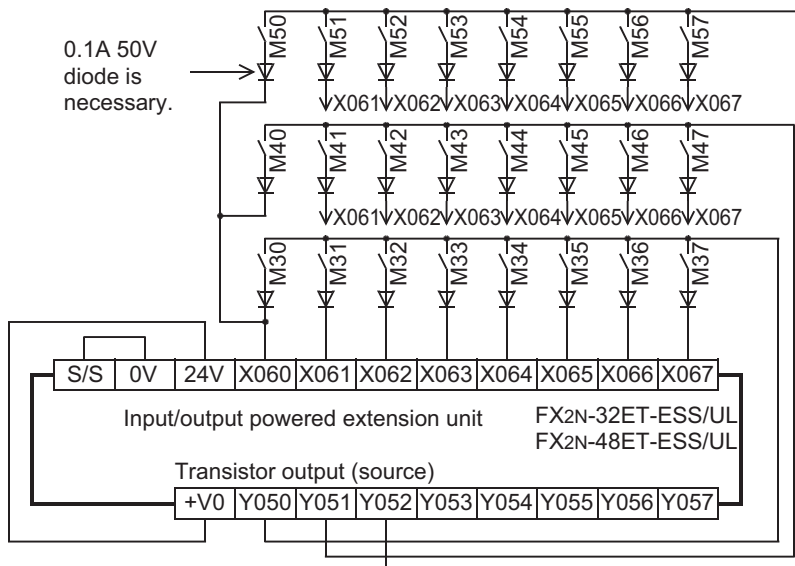 0.1A 50V
diode is
necessary.
M50 M51 M52 M53 M54 M55 M56 M57
X061 X062 X063 X064 X065 X066 X067
M40 M41 M42 M43 M44 M45 M46 M47
X061 X062 X063 X064 X065 X066 X067
M30 M31 M32 M33 M34 M35 M36 M37
S/S 0V 24V X060 X061 X062 X063 X064 X065 X066 X067
Input/output powered extension unit
FX2N-32ET-ESS/UL
FX2N-48ET-ESS/UL
Transistor output (source)
+V0 Y050 Y051 Y052 Y053 Y054 Y055 Y056 Y057